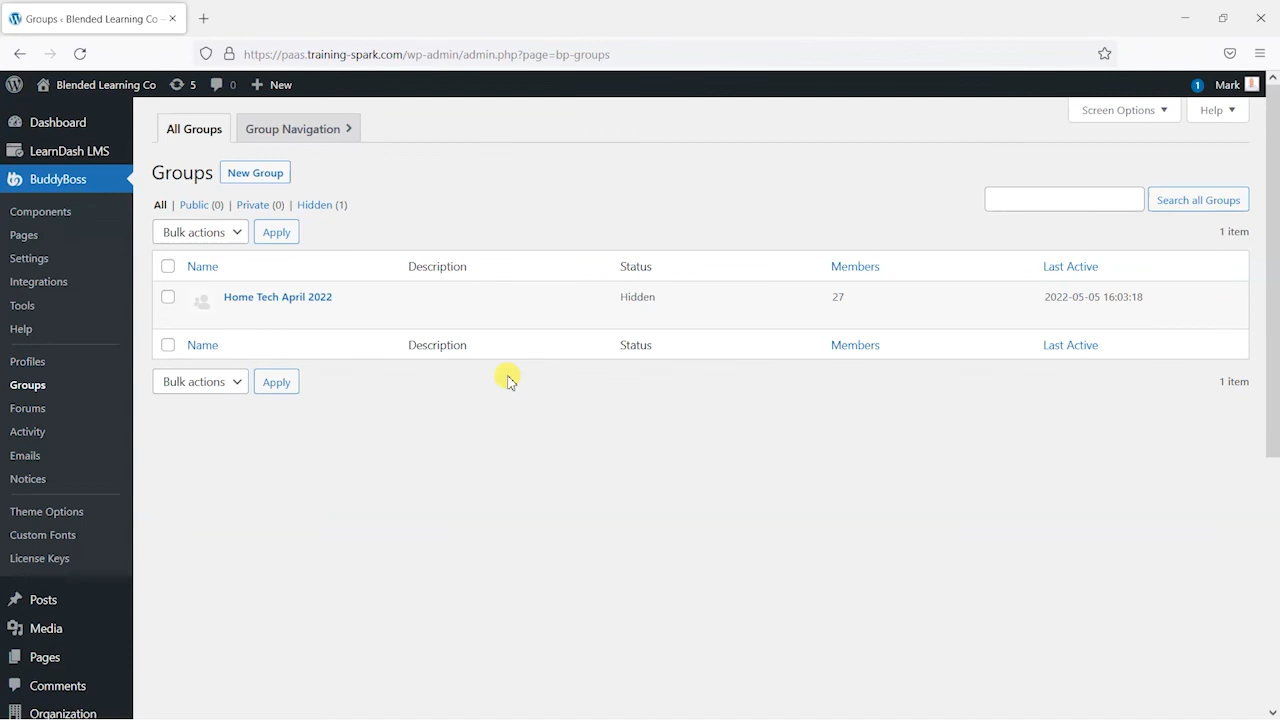 Groups ‹ Blended Learning Co —
https://paas.training-spark.com/wp-admin/admin.php?page=bp-groups
Blended Learning Co 5 0 New 1 Mark
Dashboard
LearnDash LMS
BuddyBoss
Components
Pages
Settings
Integrations
Tools
Help
Profiles
Groups
Forums
Activity
Emails
Notices
Theme Options
Custom Fonts
License Keys
Posts
Media
Pages
Comments
Organization
Screen Options Help
All Groups Group Navigation
Groups New Group
All | Public (0) | Private (0) | Hidden (1)
Search all Groups
Bulk actions Apply 1 item
Name Description Status Members Last Active
Home Tech April 2022 Hidden 27 2022-05-05 16:03:18
Name Description Status Members Last Active
Bulk actions Apply 1 item